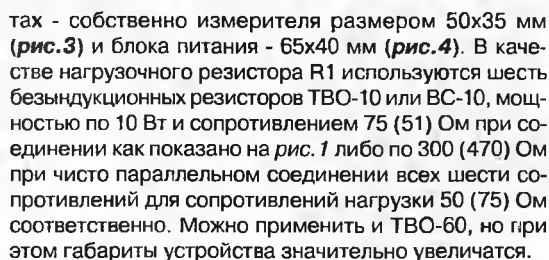 тах - собственно измерителя размером 50х35 мм
(рис.3) и блока питания - 65х40 мм (рис.4). В каче-
стве нагрузочного резистора R1 используются шесть
безындукционных резисторов ТВО-10 или ВС-10, мощ-
ностью по 10 Вт и сопротивлением 75 (51) Ом при со-
единении как показано на рис. 1 либо по 300 (470) Ом
при чисто параллельном соединении всех шести со-
противлений для сопротивлений нагрузки 50 (75) Ом
соответственно. Можно применить и ТВО-60, но при
этом габариты устройства значительно увеличатся.